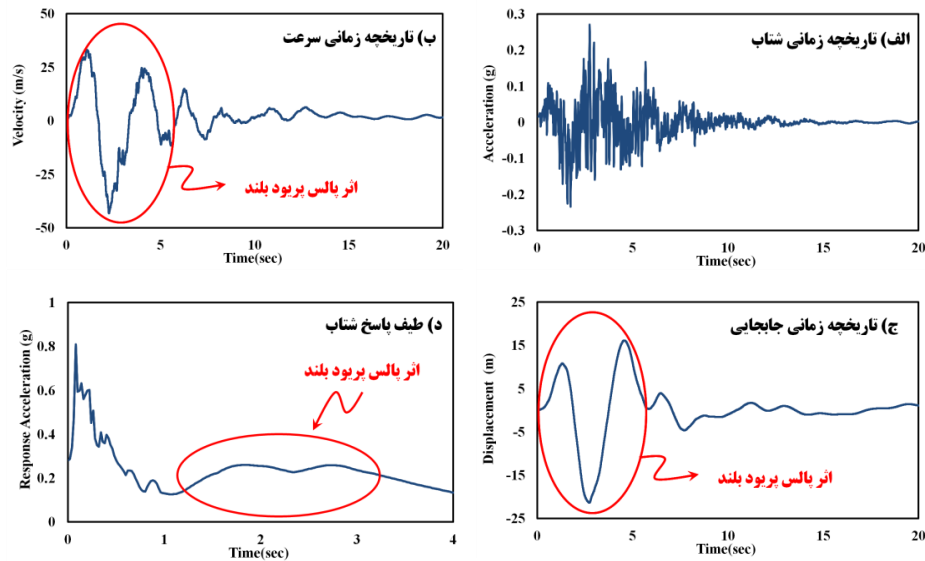 الف) تاریخچه زمانی شتاب
Acceleration (g)
0.3
0.2
0.1
0
-0.1
-0.2
-0.3
0
5
10
15
20
Time(sec)
ب) تاریخچه زمانی سرعت
Velocity (m/s)
50
25
0
-25
-50
اثر پالس پریود بلند
0
5
10
15
20
Time(sec)
ج) تاریخچه زمانی جابجایی
Displacement (m)
25
15
5
-5
-15
-25
اثر پالس پریود بلند
0
5
10
15
20
Time(sec)
د) طیف پاسخ شتاب
Response Acceleration (g)
1
0.8
0.6
0.4
0.2
0
اثر پالس پریود بلند
0
1
2
3
4
Time(sec)